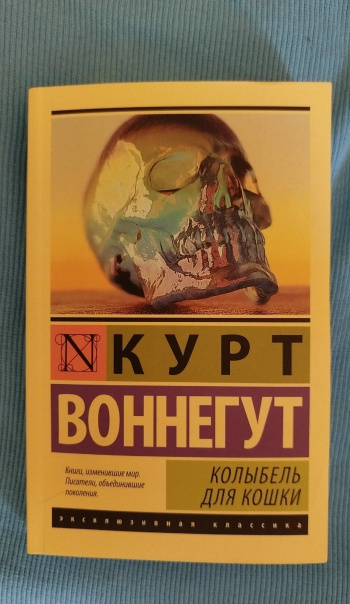 N КУРТ
ВОННЕГУТ
Книги, изменившие мир.
Писатели, объединившие
поколения.
КОЛЫБЕЛЬ
ДЛЯ КОШКИ
эксклюзивная классика